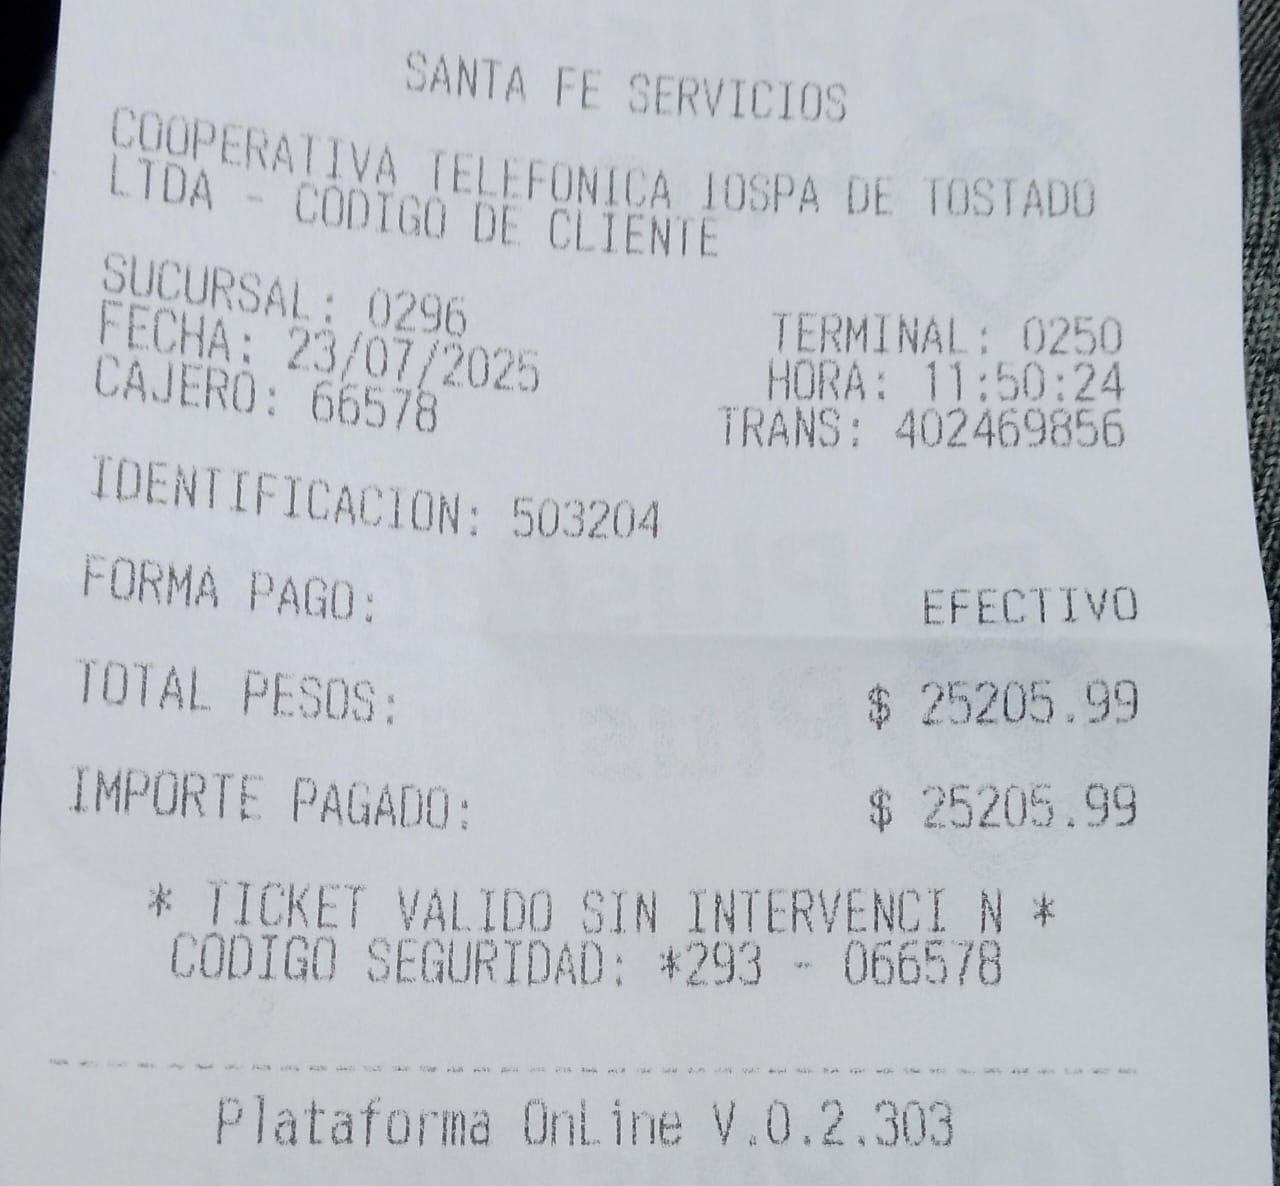 SANTA FE SERVICIOS
COOPERATIVA TELEFONICA IOSPA DE TOSTADO
LTDA - CODIGO DE CLIENTE
SUCURSAL: 0296
TERMINAL: 0250
FECHA: 23/07/2025
HORA: 11:50:24
CAJERO: 66578
TRANS: 402469856
IDENTIFICACION: 503204
FORMA PAGO: EFECTIVO
TOTAL PESOS: $ 25205.99
IMPORTE PAGADO: $ 25205.99
* TICKET VALIDO SIN INTERVENCI N *
CODIGO SEGURIDAD: *293 - 066578
Plataforma OnLine V.0.2.303